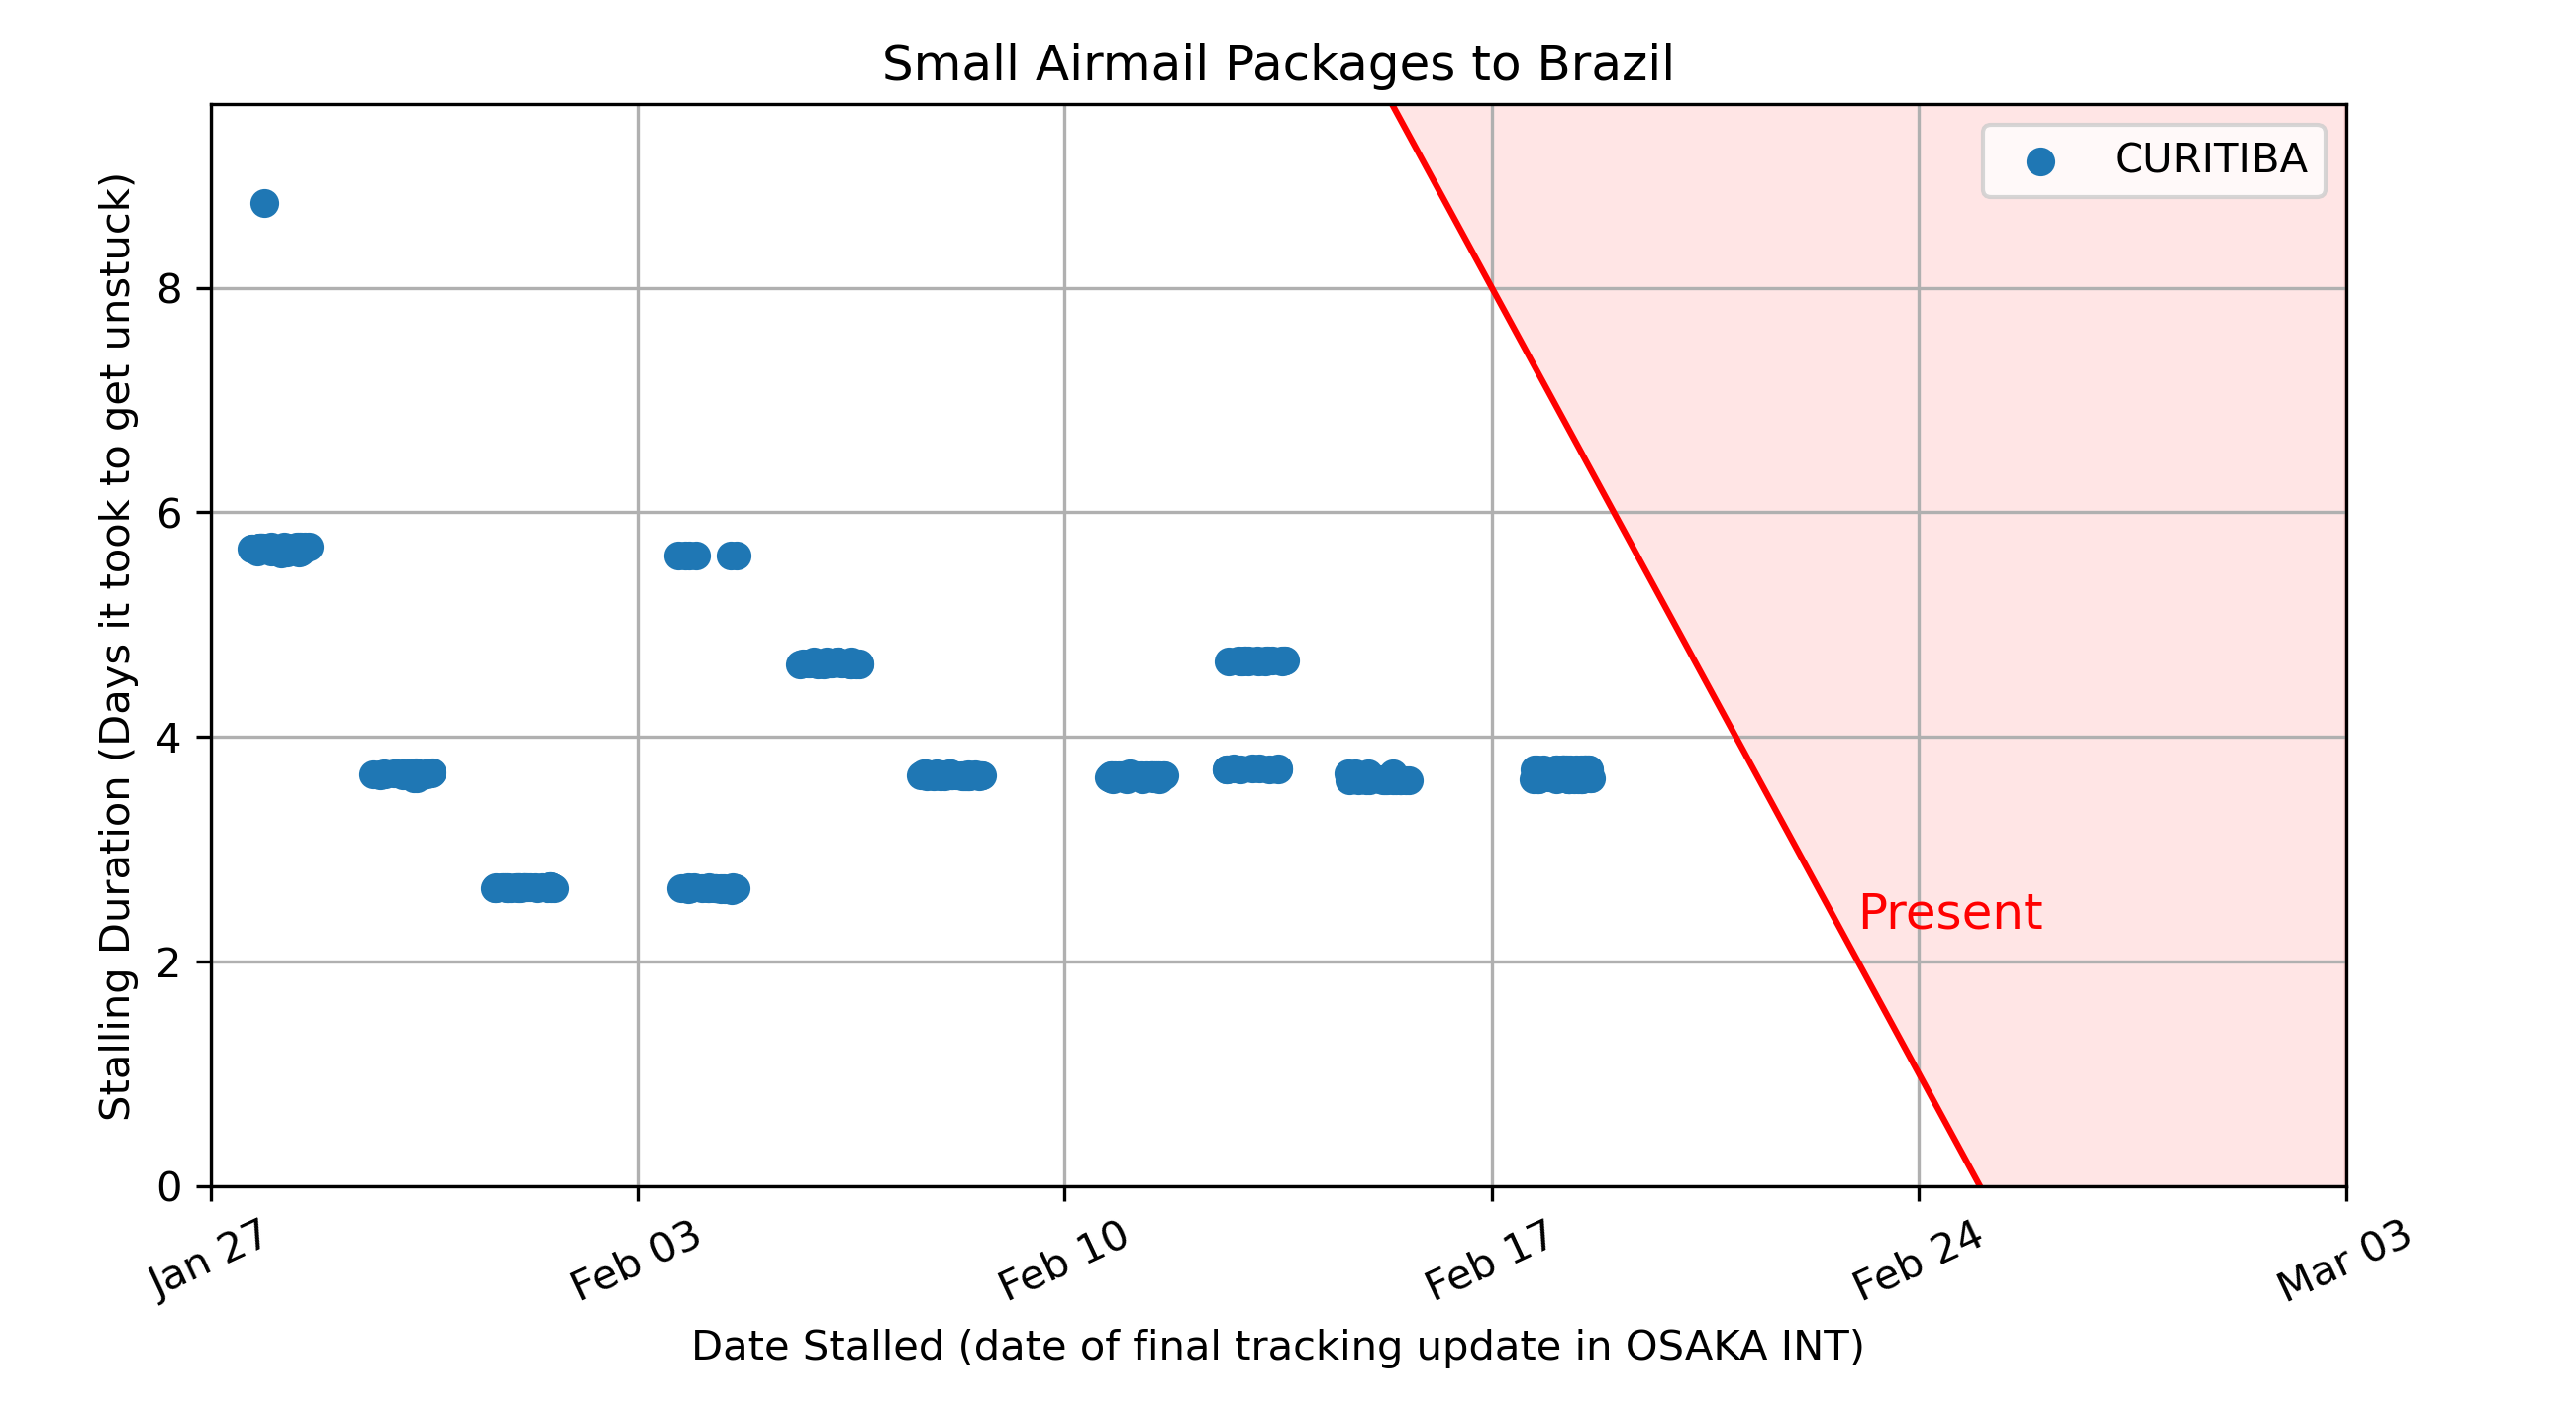 Small Airmail Packages to Brazil
CURITIBA
Stalling Duration (Days it took to get unstuck)
8
6
4
2
0
Present
Jan 27
Feb 03
Feb 10
Feb 17
Feb 24
Mar 03
Date Stalled (date of final tracking update in OSAKA INT)